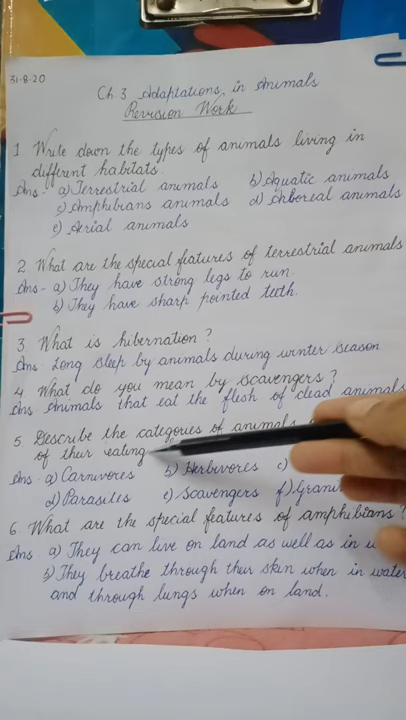 31-8-20
Ch 3 Adaptations in Animals
Revision Work
1 Write down the types of animals living in
different habitats.
Ans- a) Terrestrial animals b) Aquatic animals
c) Amphibians animals d) Arboreal animals
e) Aerial animals
2. What are the special features of terrestrial animals
Ans- a) They have strong legs to run.
b) They have sharp pointed teeth.
3 What is hibernation?
Ans. Long sleep by animals during winter season
4 What do you mean by scavengers?
Ans Animals that eat the flesh of dead animals
5. Describe the categories of animals
of their eating
Ans- a) Carnivores b) Herbivores c)
d) Parasites e) Scavengers f)
6. What are the special features of amphibians?
Ans. a) They can live on land as well as in
b) They breathe through their skin when in water
and through lungs when on land.